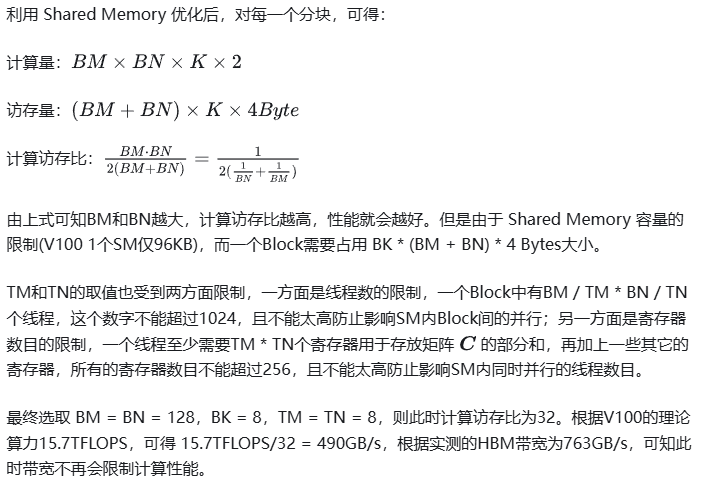 利用 Shared Memory 优化后，对每一个分块，可得：
计算量：BM × BN × K × 2
访存量：(BM + BN) × K × 4Byte
计算访存比：\frac{BM·BN}{2(BM+BN)} = \frac{1}{2(\frac{1}{BN}+\frac{1}{BM})}
由上式可知BM和BN越大，计算访存比越高，性能就会越好。但是由于 Shared Memory 容量的
限制(V100 1个SM仅96KB)，而一个Block需要占用 BK * (BM + BN) * 4 Bytes大小。
TM和TN的取值也受到两方面限制，一方面是线程数的限制，一个Block中有BM / TM * BN / TN
个线程，这个数字不能超过1024，且不能太高防止影响SM内Block间的并行；另一方面是寄存器
数目的限制，一个线程至少需要TM * TN个寄存器用于存放矩阵 C 的部分和，再加上一些其它的
寄存器，所有的寄存器数目不能超过256，且不能太高防止影响SM内同时并行的线程数目。
最终选取 BM = BN = 128，BK = 8，TM = TN = 8，则此时计算访存比为32。根据V100的理论
算力15.7TFLOPS，可得 15.7TFLOPS/32 = 490GB/s，根据实测的HBM带宽为763GB/s，可知此
时带宽不再会限制计算性能。